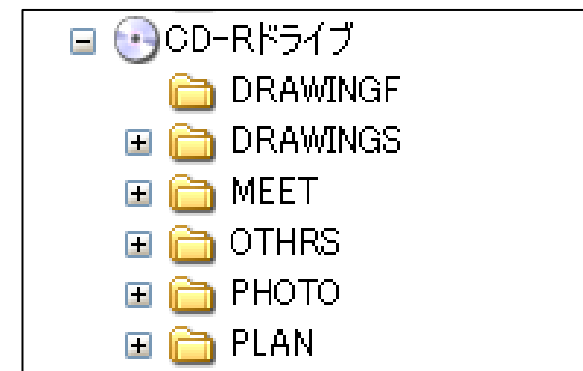 CD-Rドライブ
DRAWINGF
DRAWINGS
MEET
OTHRS
PHOTO
PLAN